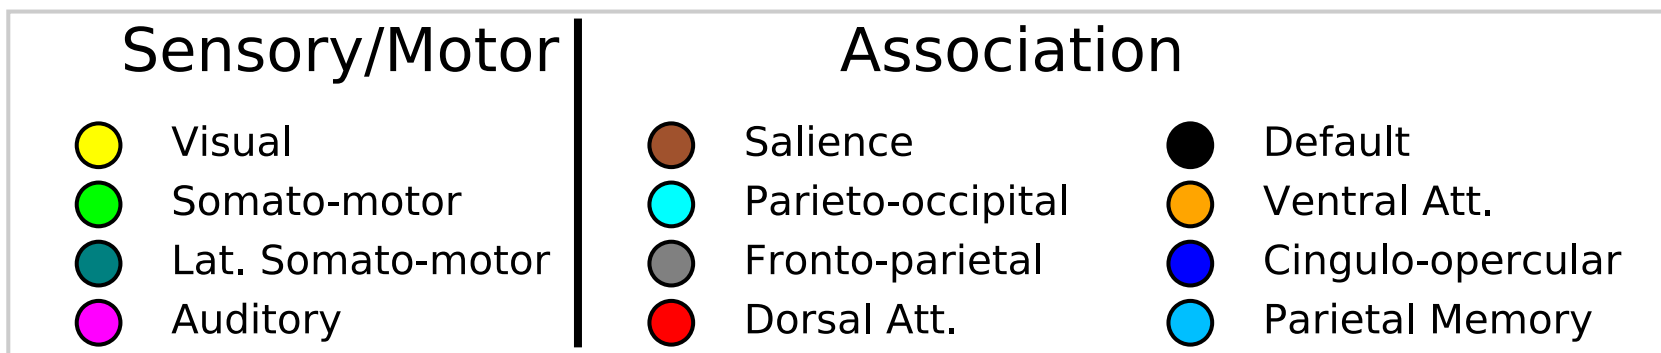 Sensory/Motor
Visual
Somato-motor
Lat. Somato-motor
Auditory
Association
Salience
Parieto-occipital
Fronto-parietal
Dorsal Att.
Default
Ventral Att.
Cingulo-opercular
Parietal Memory